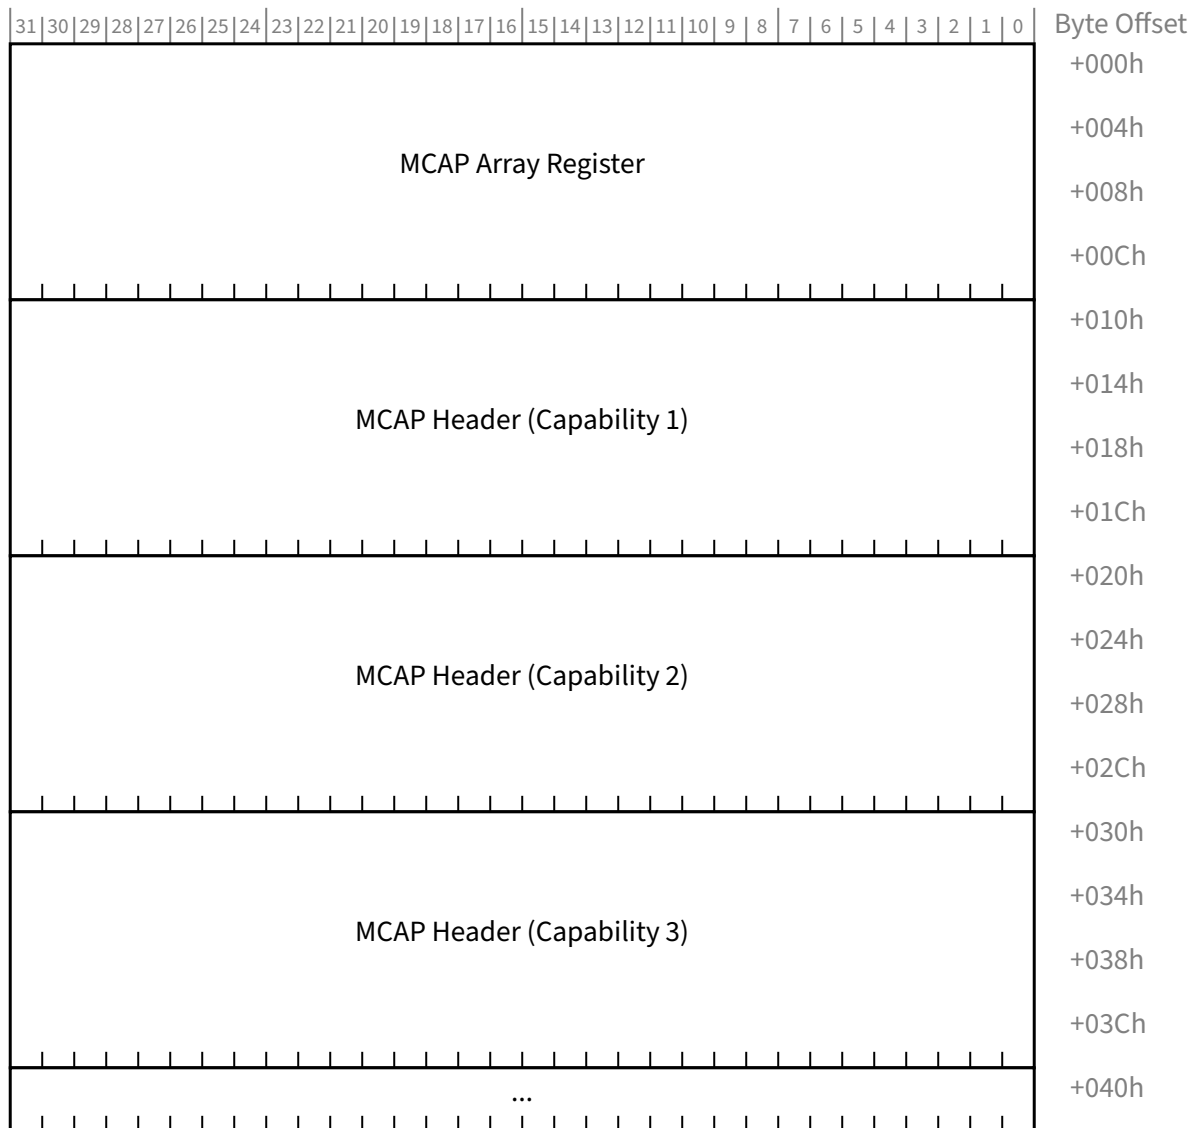 31 30 29 28 27 26 25 24 23 22 21 20 19 18 17 16 15 14 13 12 11 10 9 8 7 6 5 4 3 2 1 0 Byte Offset
+000h
+004h
MCAP Array Register
+008h
+00Ch
+010h
+014h
MCAP Header (Capability 1)
+018h
+01Ch
+020h
+024h
MCAP Header (Capability 2)
+028h
+02Ch
+030h
+034h
MCAP Header (Capability 3)
+038h
+03Ch
+040h
...